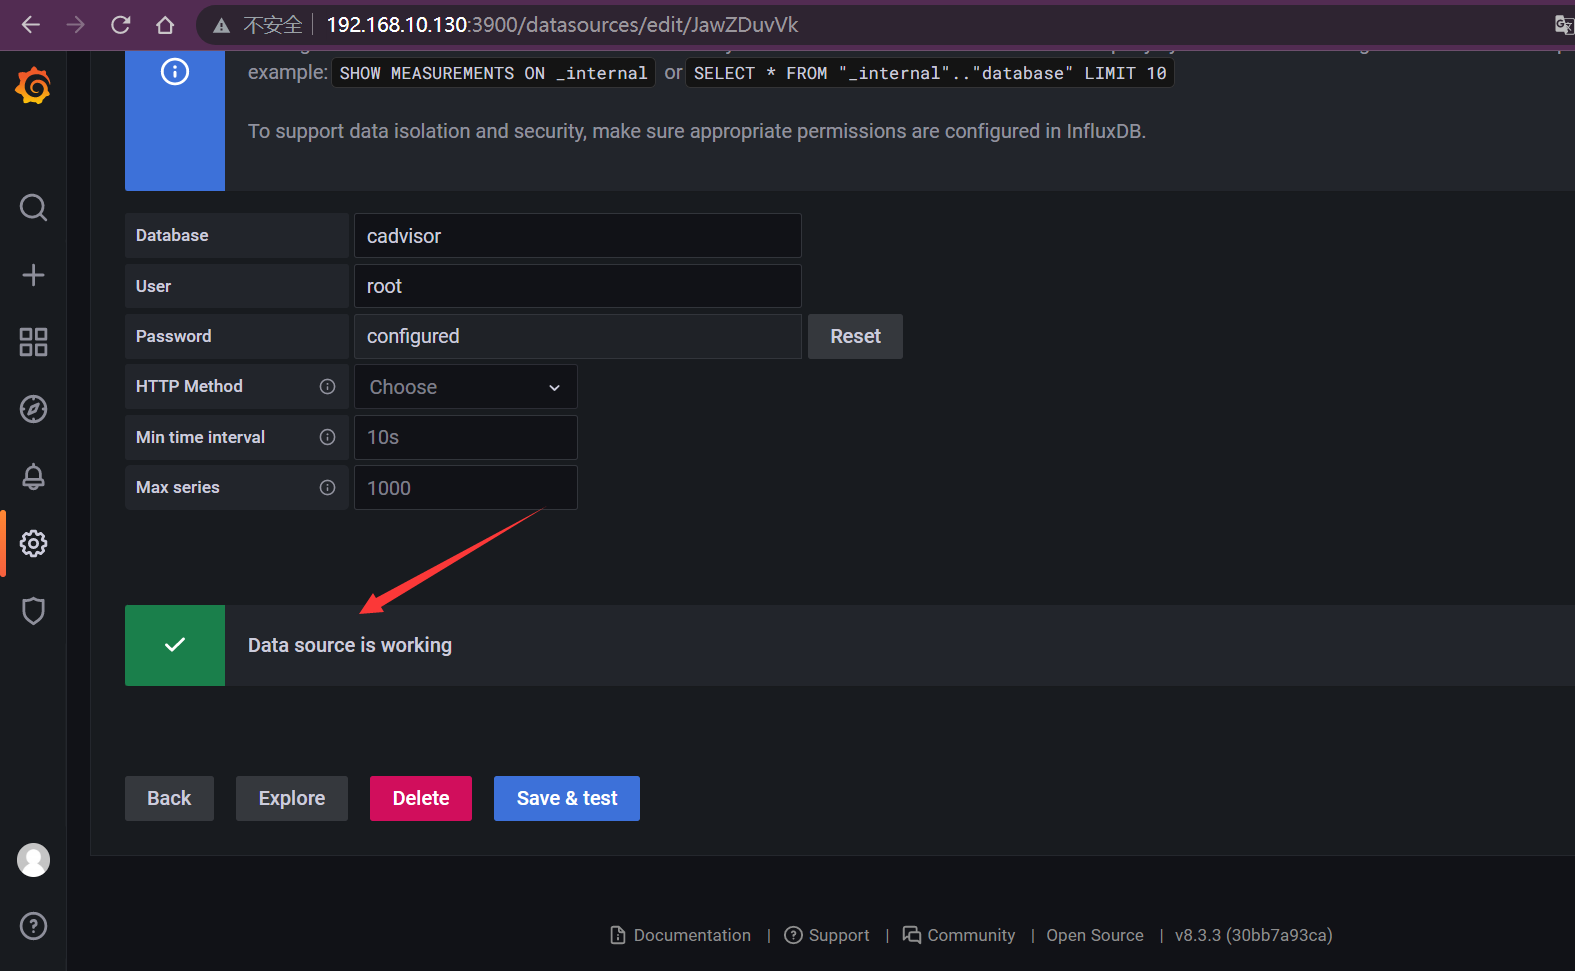 不安全 192.168.10.130:3900/datasources/edit/JawZDuvVk
example: SHOW MEASUREMENTS ON _internal or SELECT * FROM "_internal".."database" LIMIT 10
To support data isolation and security, make sure appropriate permissions are configured in InfluxDB.
Database cadvisor
User root
Password configured Reset
HTTP Method Choose
Min time interval 10s
Max series 1000
Data source is working
Back Explore Delete Save & test
Documentation | Support | Community | Open Source | v8.3.3 (30bb7a93ca)